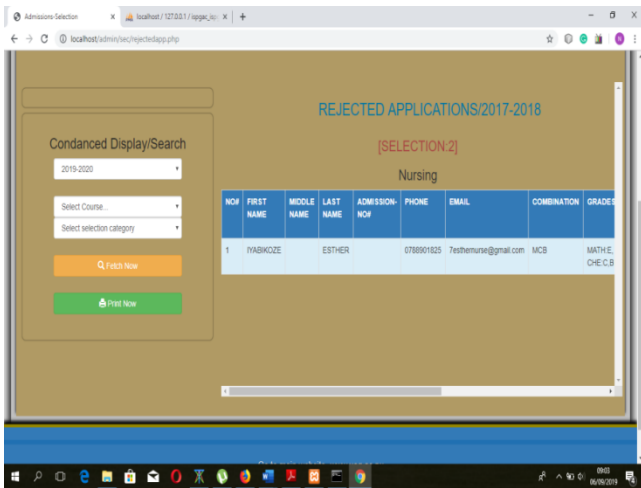 Admissions-Selection
localhost / 127.0.0.1 / ispgac_is
localhost/admin/sec/rejectedapp.php
REJECTED APPLICATIONS/2017-2018
[SELECTION:2]
Nursing
Condanced Display/Search
2019-2020
Select Course...
Select selection category
Fetch Now
Print Now
NO# FIRST NAME MIDDLE NAME LAST NAME ADMISSION-NO# PHONE EMAIL COMBINATION GRADES
1 IYABIKOZE ESTHER 0788901825 7esthernurse@gmail.com MCB MATH:E,
CHE:C,B
09:03
06/09/2019